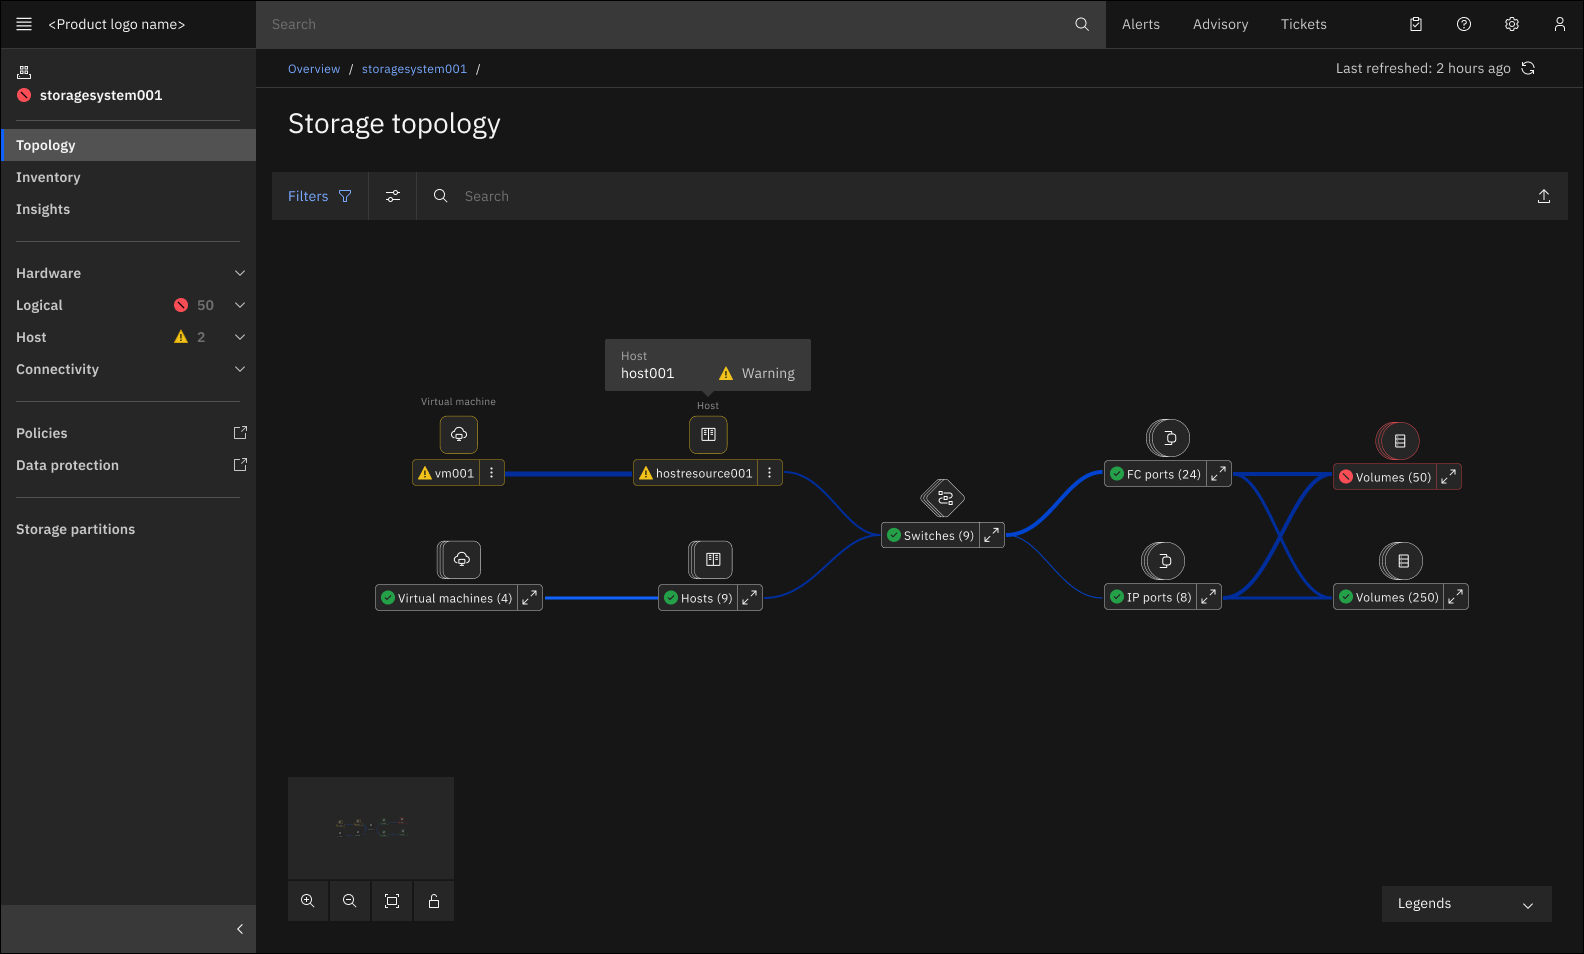 <Product logo name>
Search
Alerts
Advisory
Tickets
storagesystem001
Topology
Inventory
Insights
Hardware
Logical 50
Host 2
Connectivity
Policies
Data protection
Storage partitions
Overview / storagesystem001 /
Last refreshed: 2 hours ago
Storage topology
Filters
Search
Host
host001 Warning
Virtual machine
Host
vm001
hostresource001
Switches (9)
FC ports (24)
Volumes (50)
Virtual machines (4)
Hosts (9)
IP ports (8)
Volumes (250)
Legends